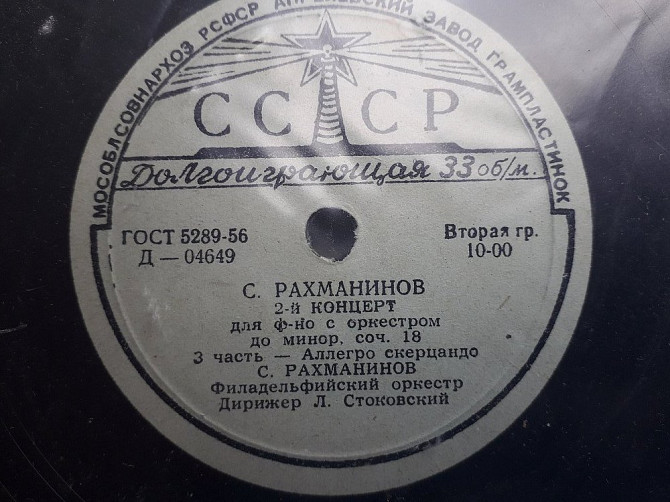 МОСОБЛСОВНАРХОЗ РСФСР АПРЕЛЕВСКИЙ ЗАВОД ГРАМПЛАСТИНОК
СССР
Долгоиграющая 33 об/м.
ГОСТ 5289-56
Д — 04649
Вторая гр.
10-00
С. РАХМАНИНОВ
2-й КОНЦЕРТ
для ф-но с оркестром
до минор, соч. 18
3 часть — Аллегро скерцандо
С. РАХМАНИНОВ
Филадельфийский оркестр
Дирижер Л. Стоковский